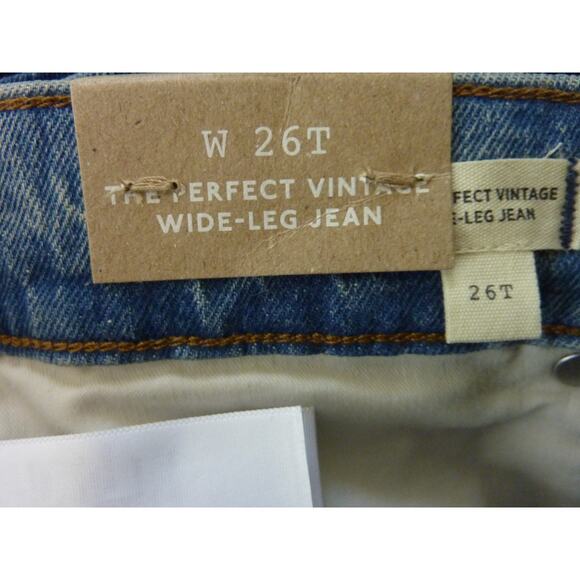 W 26T
THE PERFECT VINTAGE
WIDE-LEG JEAN
FECT VINTAGE
E-LEG JEAN
26T